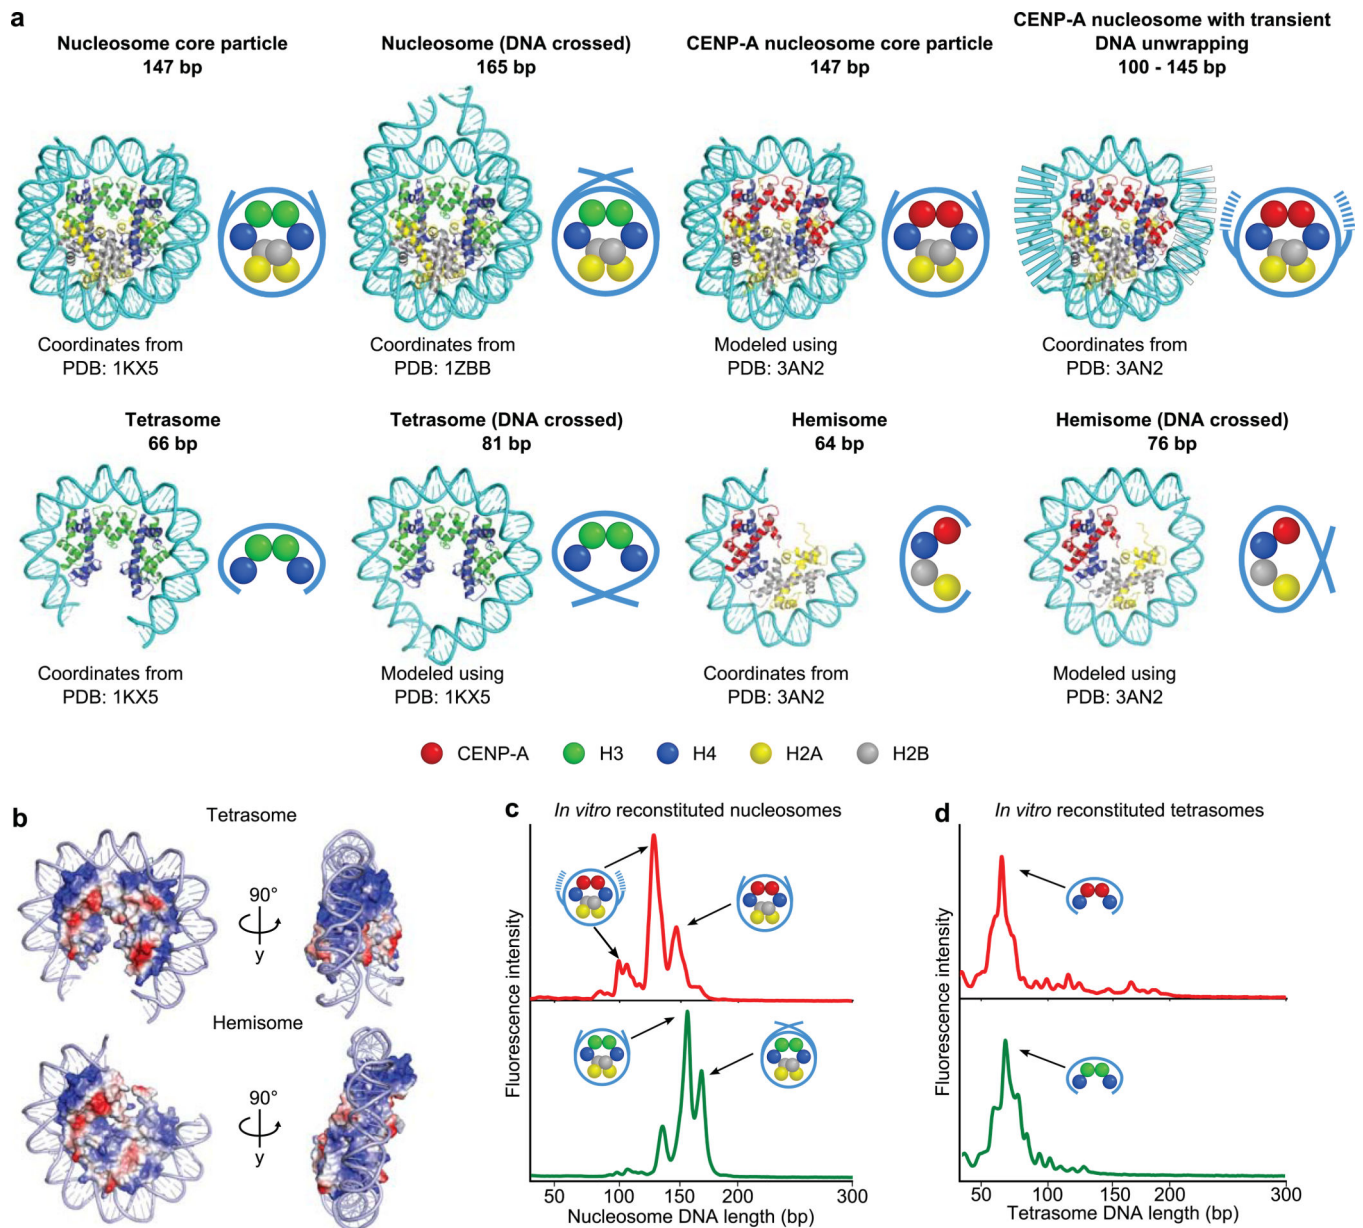 a
Nucleosome core particle
147 bp
Nucleosome (DNA crossed)
165 bp
CENP-A nucleosome core particle
147 bp
CENP-A nucleosome with transient
DNA unwrapping
100 - 145 bp
Coordinates from
PDB: 1KX5
Coordinates from
PDB: 1ZBB
Modeled using
PDB: 3AN2
Coordinates from
PDB: 3AN2
Tetrasome
66 bp
Tetrasome (DNA crossed)
81 bp
Hemisome
64 bp
Hemisome (DNA crossed)
76 bp
Coordinates from
PDB: 1KX5
Modeled using
PDB: 1KX5
Coordinates from
PDB: 3AN2
Modeled using
PDB: 3AN2
CENP-A H3 H4 H2A H2B
b
Tetrasome
90°
y
Hemisome
90°
y
c
In vitro reconstituted nucleosomes
Fluorescence intensity
50 100 150 200 300
Nucleosome DNA length (bp)
d
In vitro reconstituted tetrasomes
Fluorescence intensity
50 100 200 300
Tetrasome DNA length (bp)